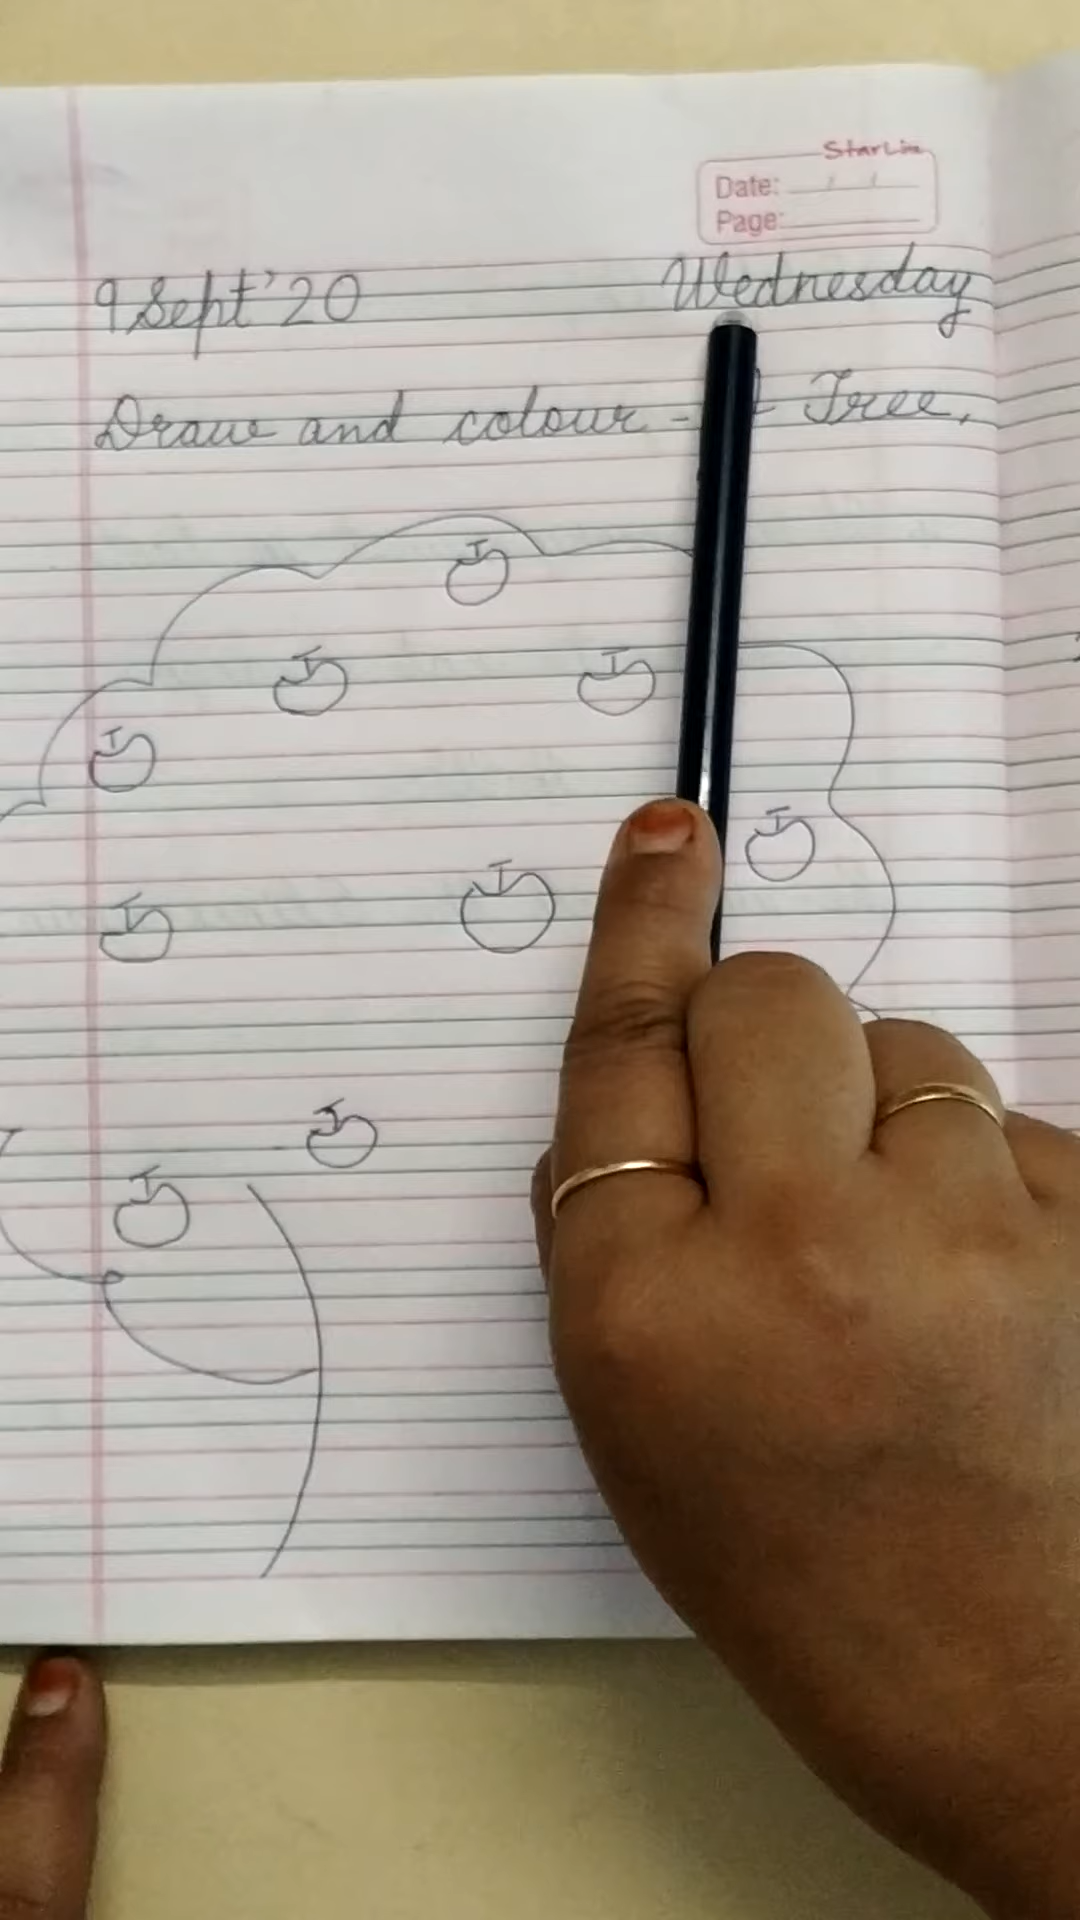 StarLine
Date:
Page:
9 Sept' 20 Wednesday
Draw and colour - Tree.